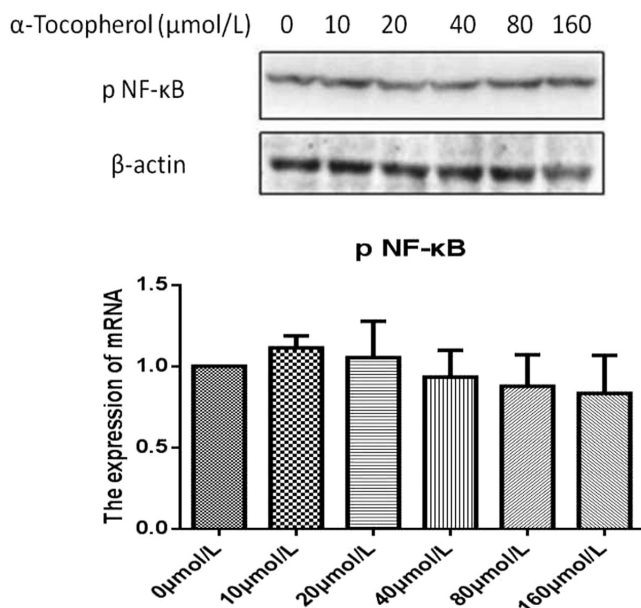 α-Tocopherol (μmol/L) 0 10 20 40 80 160
p NF-κB
β-actin
p NF-κB
The expression of mRNA
1.5
1.0
0.5
0.0
0μmol/L
10μmol/L
20μmol/L
40μmol/L
80μmol/L
160μmol/L